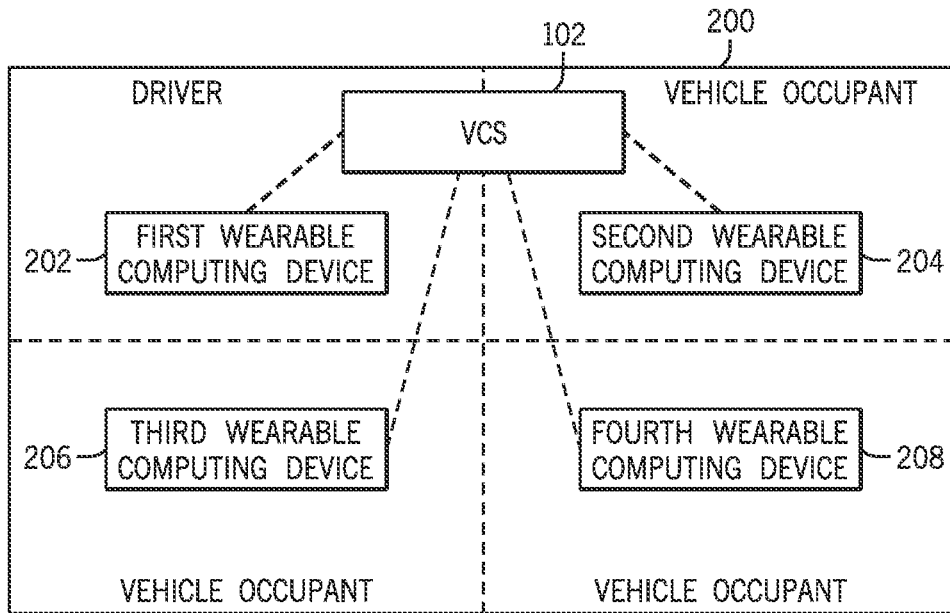 102
200
DRIVER
VEHICLE OCCUPANT
VCS
202
FIRST WEARABLE
COMPUTING DEVICE
SECOND WEARABLE
COMPUTING DEVICE
204
206
THIRD WEARABLE
COMPUTING DEVICE
FOURTH WEARABLE
COMPUTING DEVICE
208
VEHICLE OCCUPANT
VEHICLE OCCUPANT